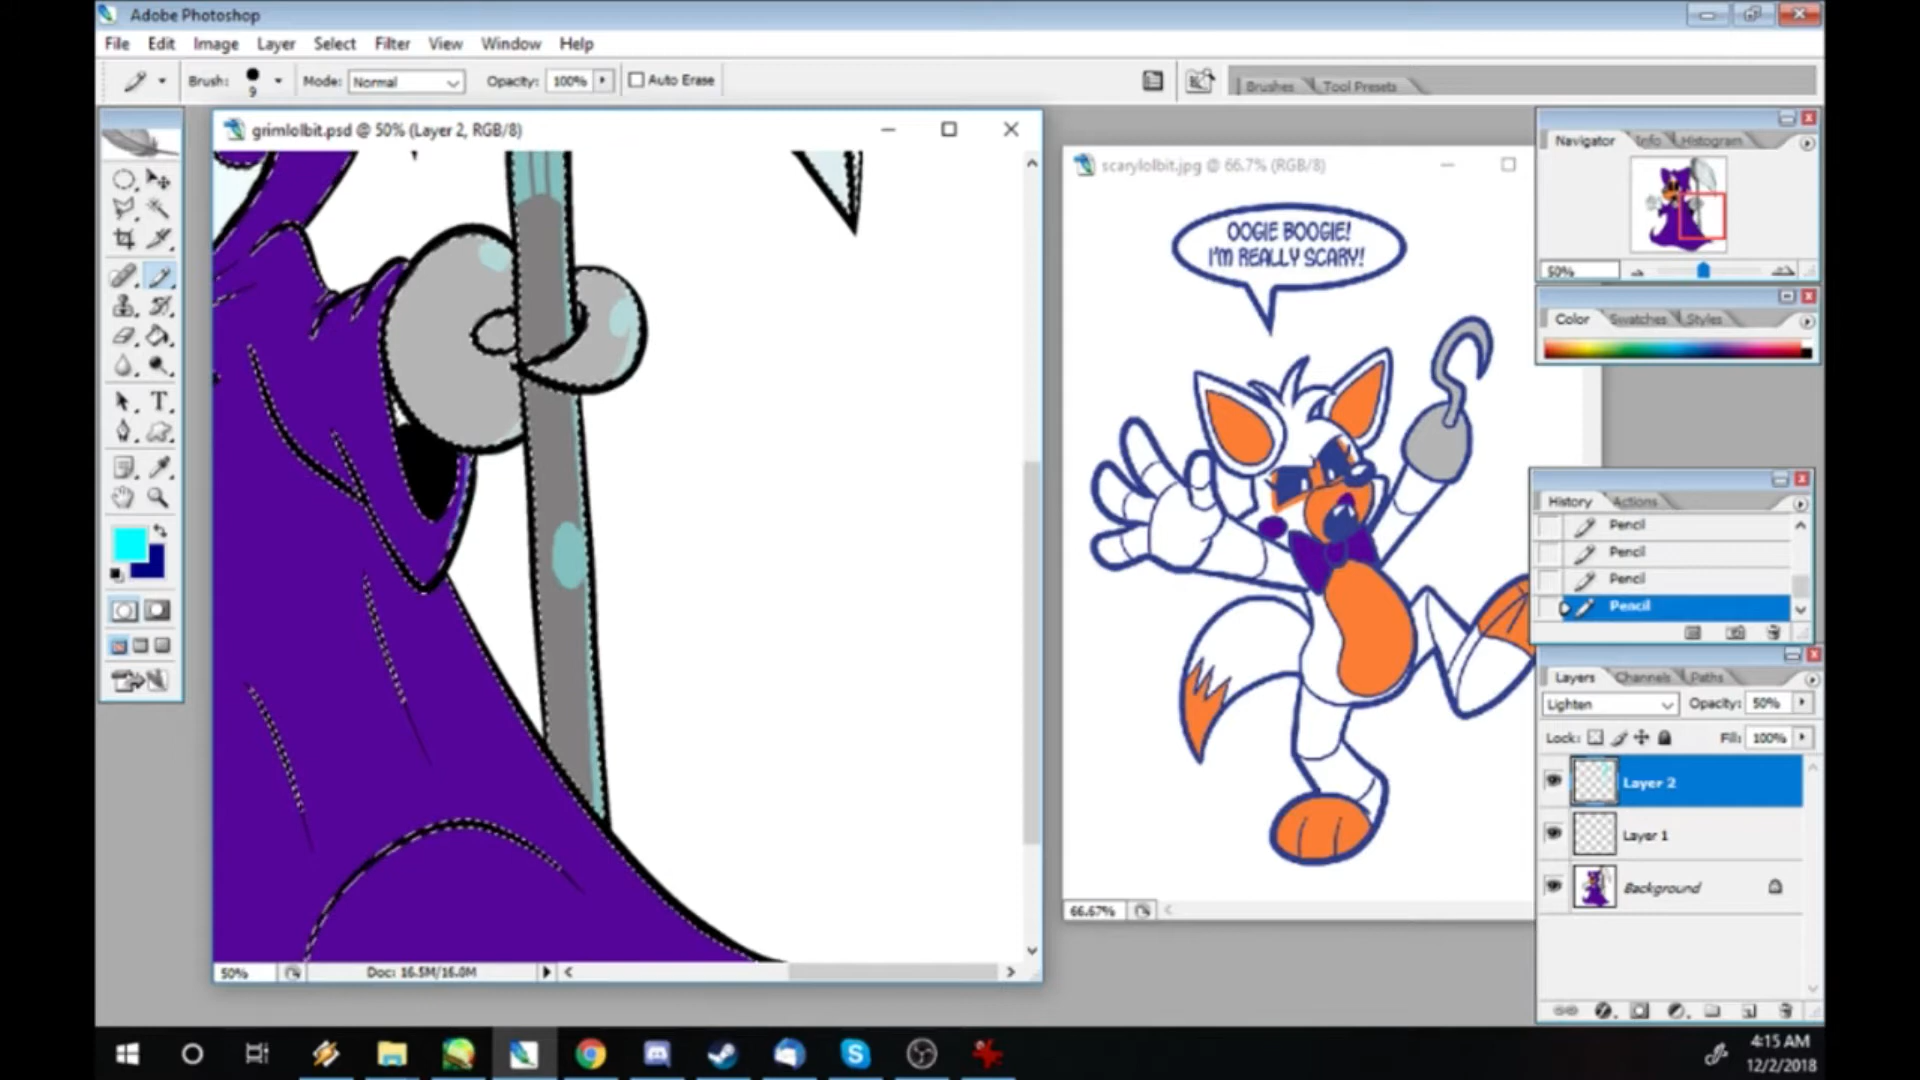 Adobe Photoshop
File Edit Image Layer Select Filter View Window Help
Brush: 9 Mode: Normal Opacity: 100% Auto Erase
Brushes Tool Presets
grimlolbit.psd @ 50% (Layer 2, RGB/8)
scarylolbit.jpg @ 66.7% (RGB/8)
OOGIE BOOGIE!
I'M REALLY SCARY!
Navigator Info Histogram
50%
Color Swatches Styles
History Actions
Pencil
Pencil
Pencil
Pencil
Layers Channels Paths
Lighten Opacity: 50%
Lock: Fill: 100%
Layer 2
Layer 1
Background
66.67%
50% Doc: 16.5M/16.0M
4:15 AM
12/2/2018